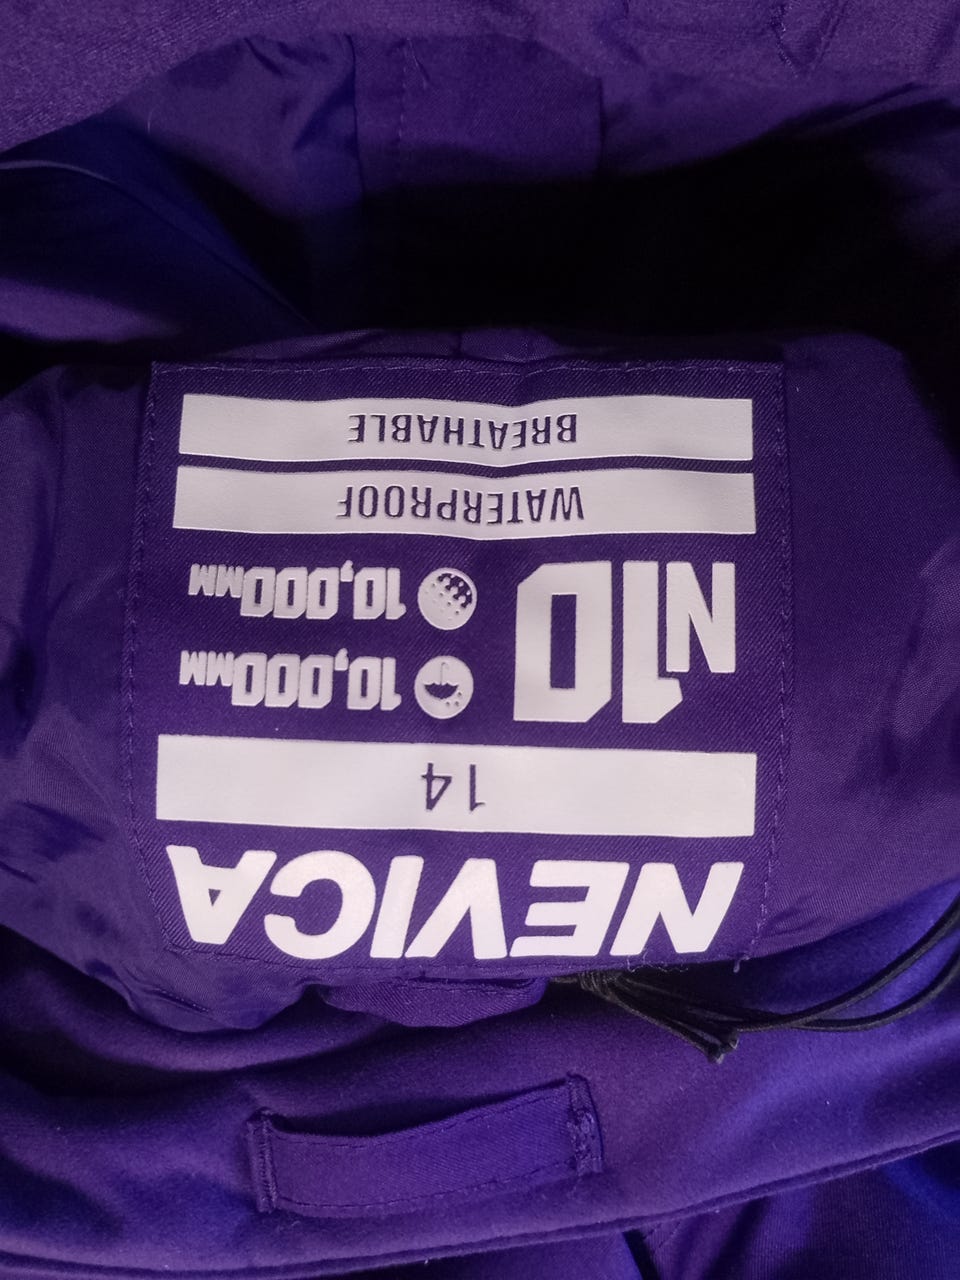 NEVICA
14
N10
10,000MM
10,000MM
WATERPROOF
BREATHABLE